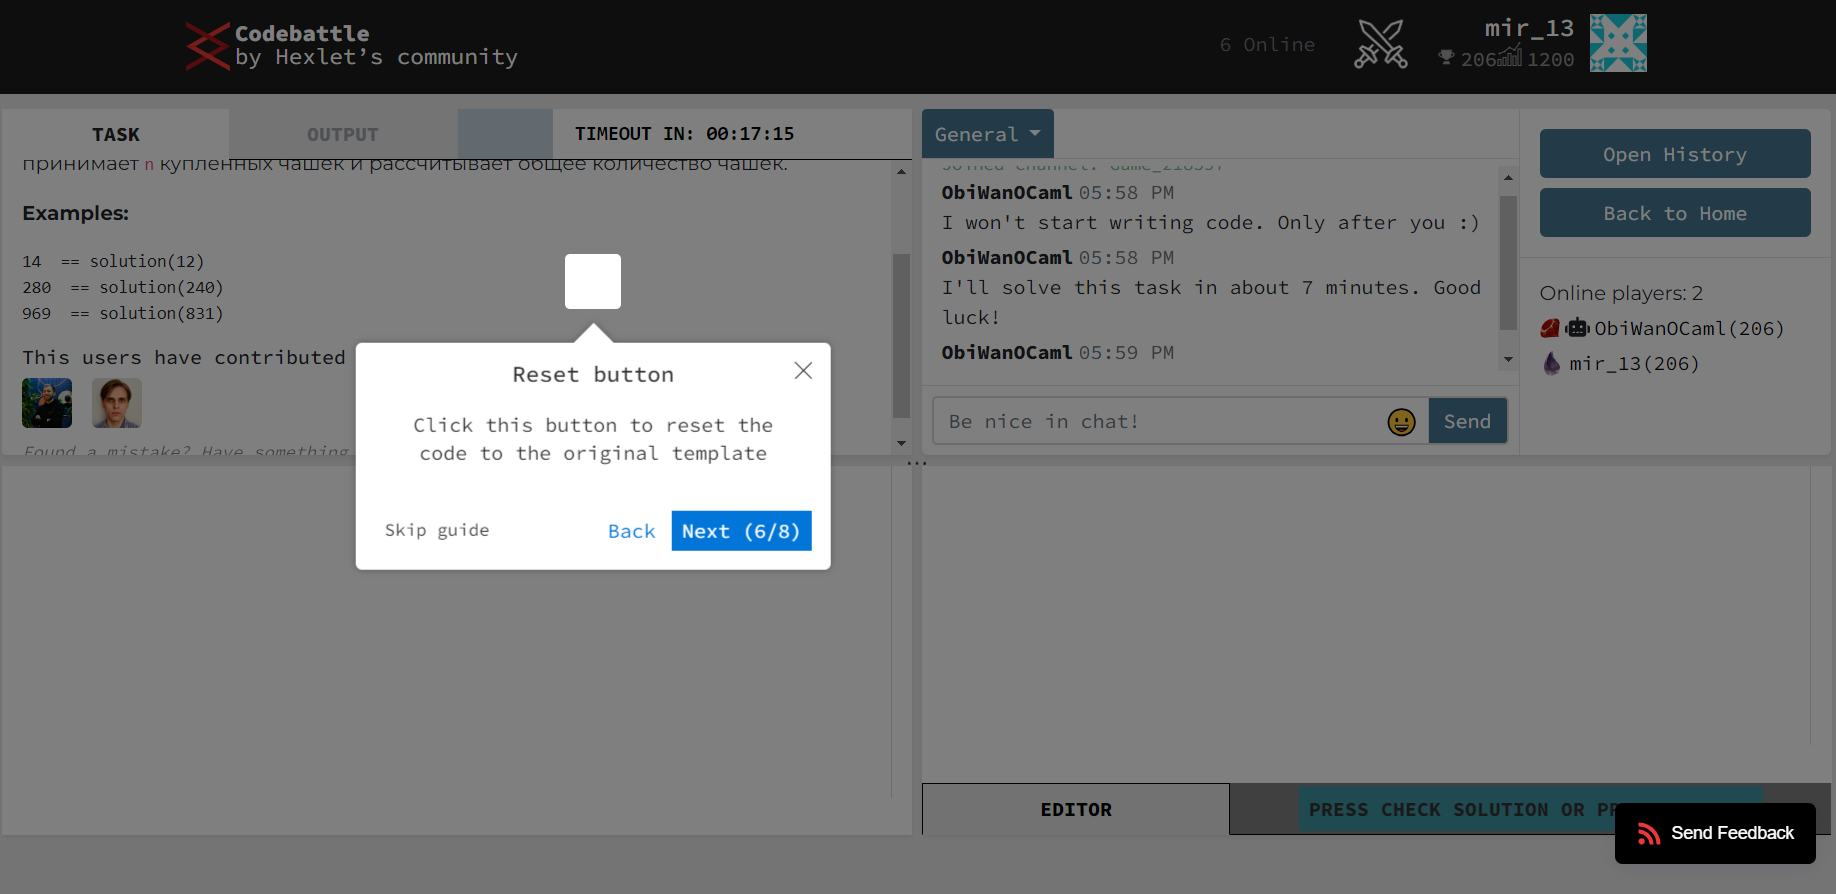 Codebattle
by Hexlet’s community
6 Online
mir_13
206 1200
TASK
OUTPUT
TIMEOUT IN: 00:17:15
принимает n купленных чашек и рассчитывает общее количество чашек.
Examples:
14 == solution(12)
280 == solution(240)
969 == solution(831)
This users have contributed
Found a mistake? Have something
Reset button
Click this button to reset the
code to the original template
Skip guide
Back
Next (6/8)
General
Joined channel: Game_
ObiWanOCaml 05:58 PM
I won't start writing code. Only after you :)
ObiWanOCaml 05:58 PM
I'll solve this task in about 7 minutes. Good
luck!
ObiWanOCaml 05:59 PM
Be nice in chat!
Send
Open History
Back to Home
Online players: 2
ObiWanOCaml(206)
mir_13(206)
EDITOR
PRESS CHECK SOLUTION OR
Send Feedback